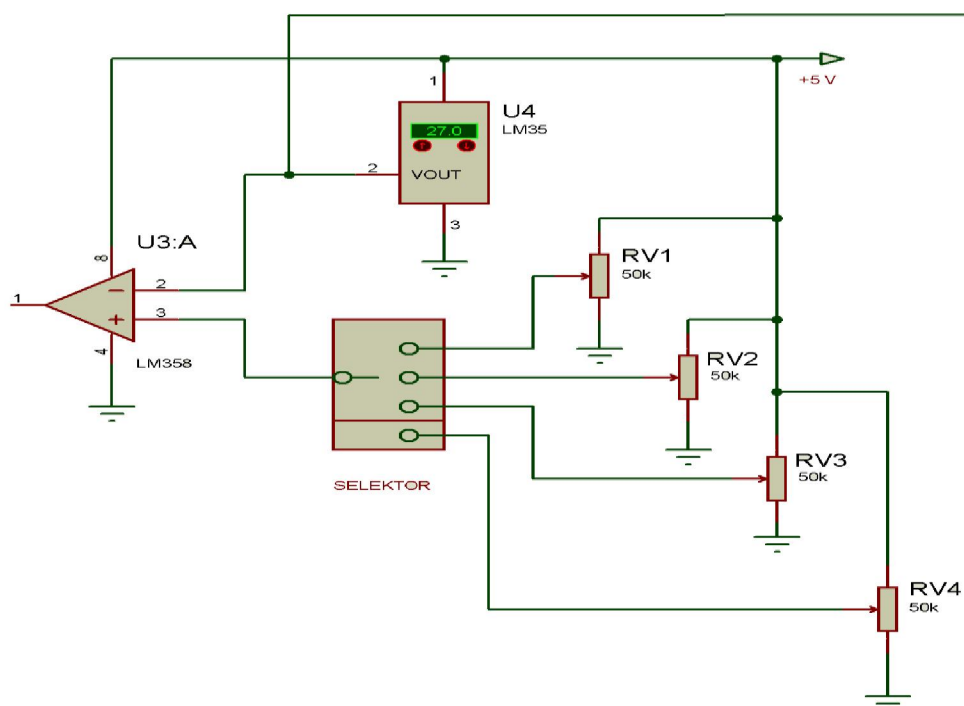 +5 V
1
U4
LM35
27.0
2
VOUT
3
U3:A
8
2
1
3
4
LM358
RV1
50k
RV2
50k
SELEKTOR
RV3
50k
RV4
50k